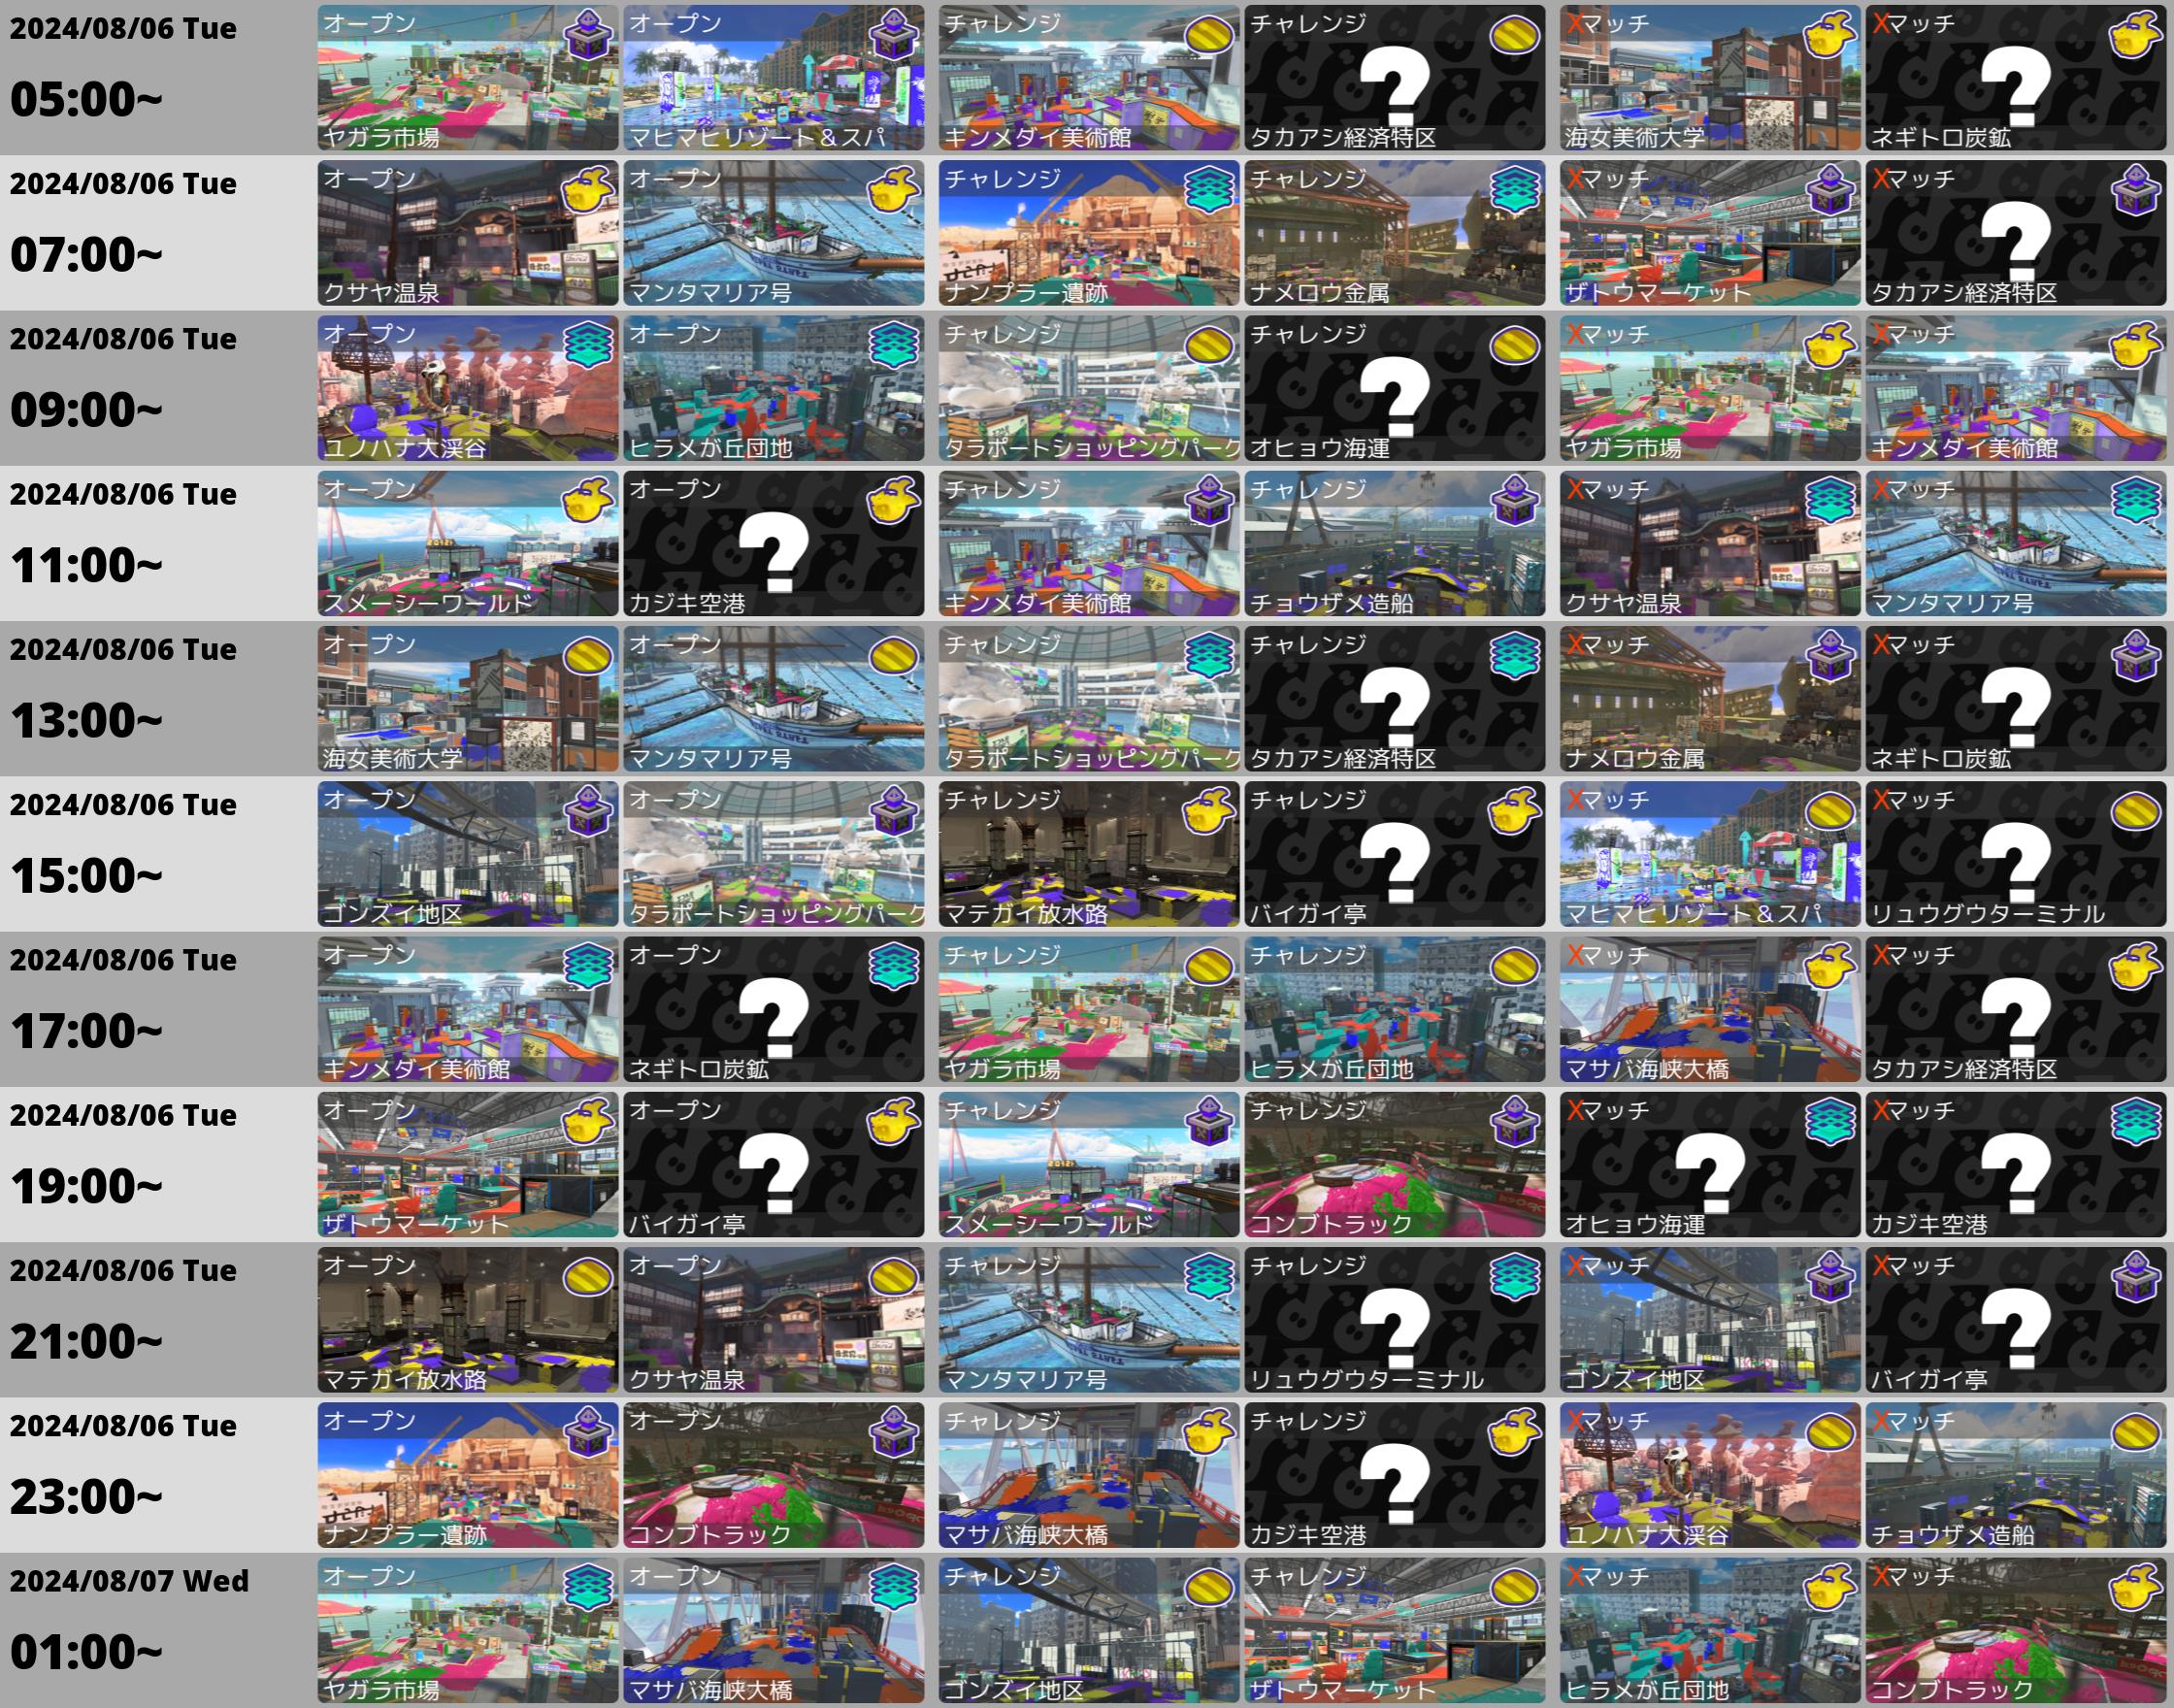 2024/08/06 Tue
05:00~
オープン
ヤガラ市場
オープン
マヒマヒリゾート＆スパ
チャレンジ
キンメダイ美術館
チャレンジ
?
タカアシ経済特区
Xマッチ
海女美術大学
Xマッチ
?
ネギトロ炭鉱
2024/08/06 Tue
07:00~
オープン
クサヤ温泉
オープン
マンタマリア号
チャレンジ
ナンプラー遺跡
チャレンジ
ナメロウ金属
Xマッチ
ザトウマーケット
Xマッチ
?
タカアシ経済特区
2024/08/06 Tue
09:00~
オープン
ユノハナ大渓谷
オープン
ヒラメが丘団地
チャレンジ
タラポートショッピングパーク
チャレンジ
?
オヒョウ海運
Xマッチ
ヤガラ市場
Xマッチ
キンメダイ美術館
2024/08/06 Tue
11:00~
オープン
スメーシーワールド
オープン
?
カジキ空港
チャレンジ
キンメダイ美術館
チャレンジ
チョウザメ造船
Xマッチ
クサヤ温泉
Xマッチ
マンタマリア号
2024/08/06 Tue
13:00~
オープン
海女美術大学
オープン
マンタマリア号
チャレンジ
タラポートショッピングパーク
チャレンジ
?
タカアシ経済特区
Xマッチ
ナメロウ金属
Xマッチ
?
ネギトロ炭鉱
2024/08/06 Tue
15:00~
オープン
ゴンズイ地区
オープン
タラポートショッピングパーク
チャレンジ
マテガイ放水路
チャレンジ
?
バイガイ亭
Xマッチ
マヒマヒリゾート＆スパ
Xマッチ
?
リュウグウターミナル
2024/08/06 Tue
17:00~
オープン
キンメダイ美術館
オープン
?
ネギトロ炭鉱
チャレンジ
ヤガラ市場
チャレンジ
ヒラメが丘団地
Xマッチ
マサバ海峡大橋
Xマッチ
?
タカアシ経済特区
2024/08/06 Tue
19:00~
オープン
ザトウマーケット
オープン
?
バイガイ亭
チャレンジ
スメーシーワールド
チャレンジ
コンブトラック
Xマッチ
?
オヒョウ海運
Xマッチ
?
カジキ空港
2024/08/06 Tue
21:00~
オープン
マテガイ放水路
オープン
クサヤ温泉
チャレンジ
マンタマリア号
チャレンジ
?
リュウグウターミナル
Xマッチ
ゴンズイ地区
Xマッチ
?
バイガイ亭
2024/08/06 Tue
23:00~
オープン
ナンプラー遺跡
オープン
コンブトラック
チャレンジ
マサバ海峡大橋
チャレンジ
?
カジキ空港
Xマッチ
ユノハナ大渓谷
Xマッチ
チョウザメ造船
2024/08/07 Wed
01:00~
オープン
ヤガラ市場
オープン
マサバ海峡大橋
チャレンジ
ゴンズイ地区
チャレンジ
ザトウマーケット
Xマッチ
ヒラメが丘団地
Xマッチ
コンブトラック